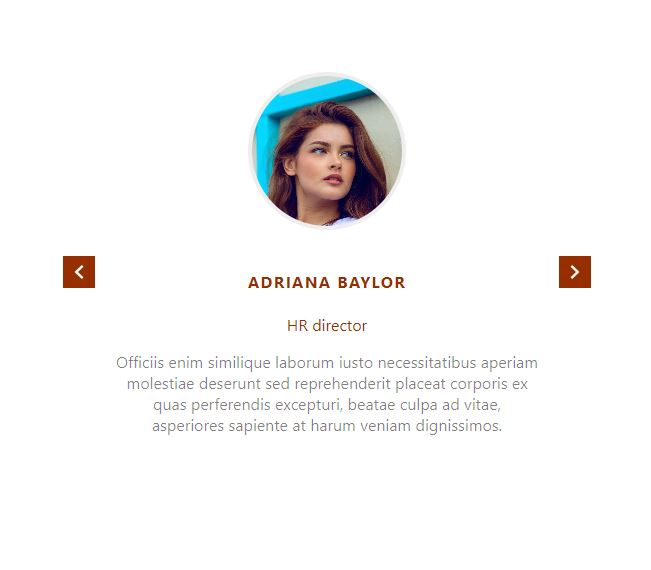 ADRIANA BAYLOR
HR director
Officiis enim similique laborum iusto necessitatibus aperiam
molestiae deserunt sed reprehenderit placeat corporis ex
quas perferendis excepturi, beatae culpa ad vitae,
asperiores sapiente at harum veniam dignissimos.